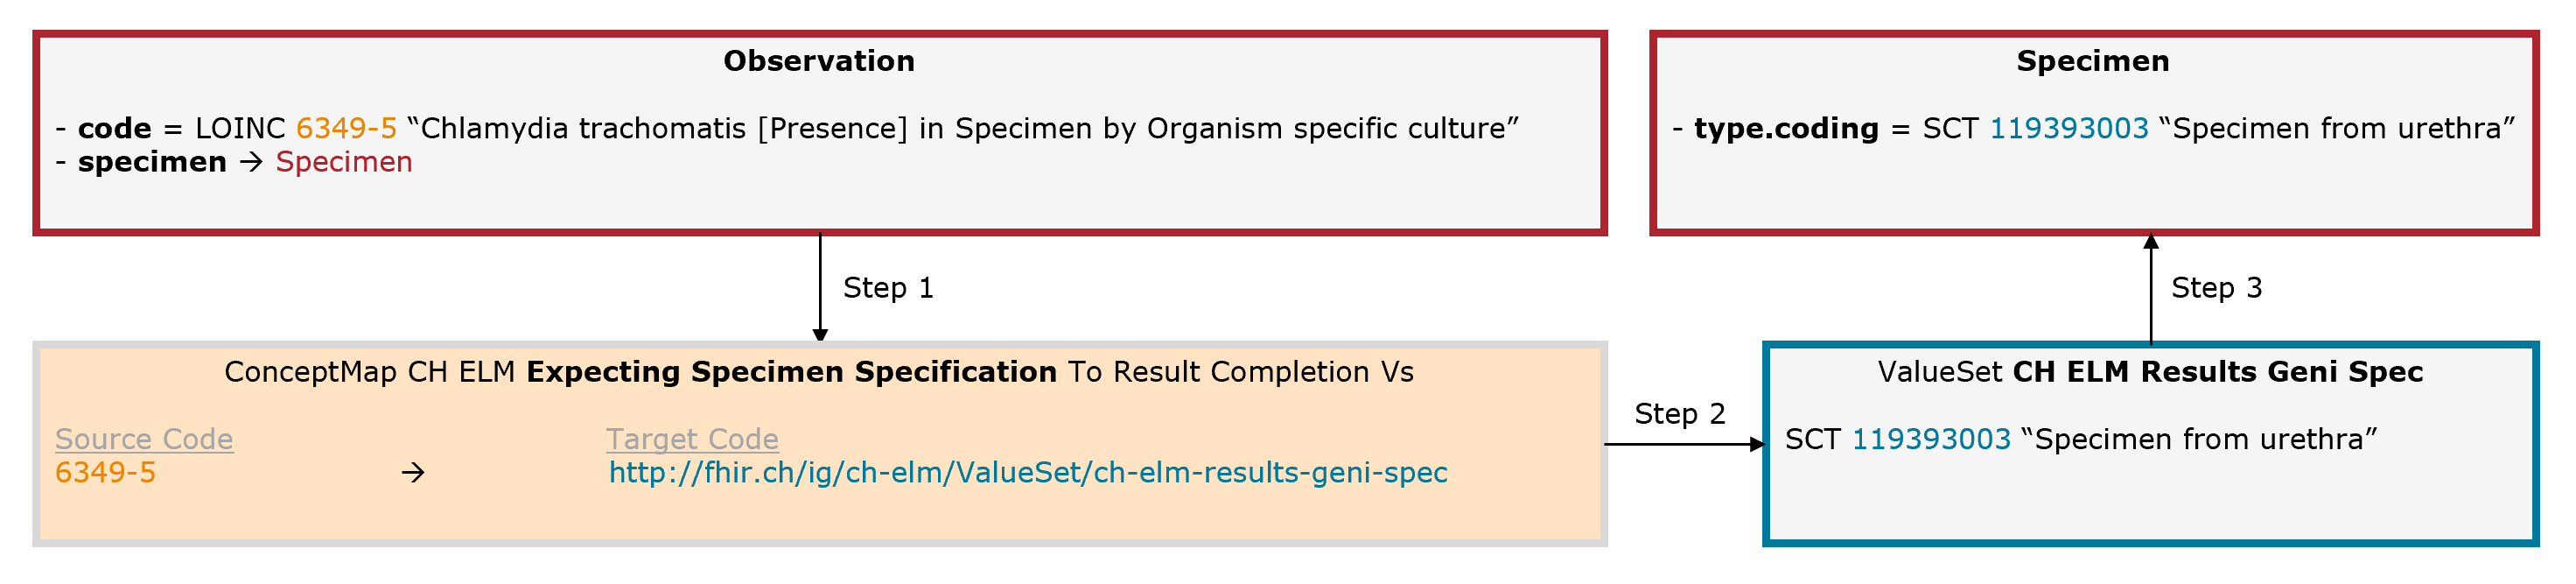 Observation
- code = LOINC 6349-5 “Chlamydia trachomatis [Presence] in Specimen by Organism specific culture”
- specimen → Specimen
Specimen
- type.coding = SCT 119393003 “Specimen from urethra”
Step 1
Step 3
ConceptMap CH ELM Expecting Specimen Specification To Result Completion Vs
Source Code Target Code
6349-5 → http://fhir.ch/ig/ch-elm/ValueSet/ch-elm-results-geni-spec
Step 2
ValueSet CH ELM Results Geni Spec
SCT 119393003 “Specimen from urethra”